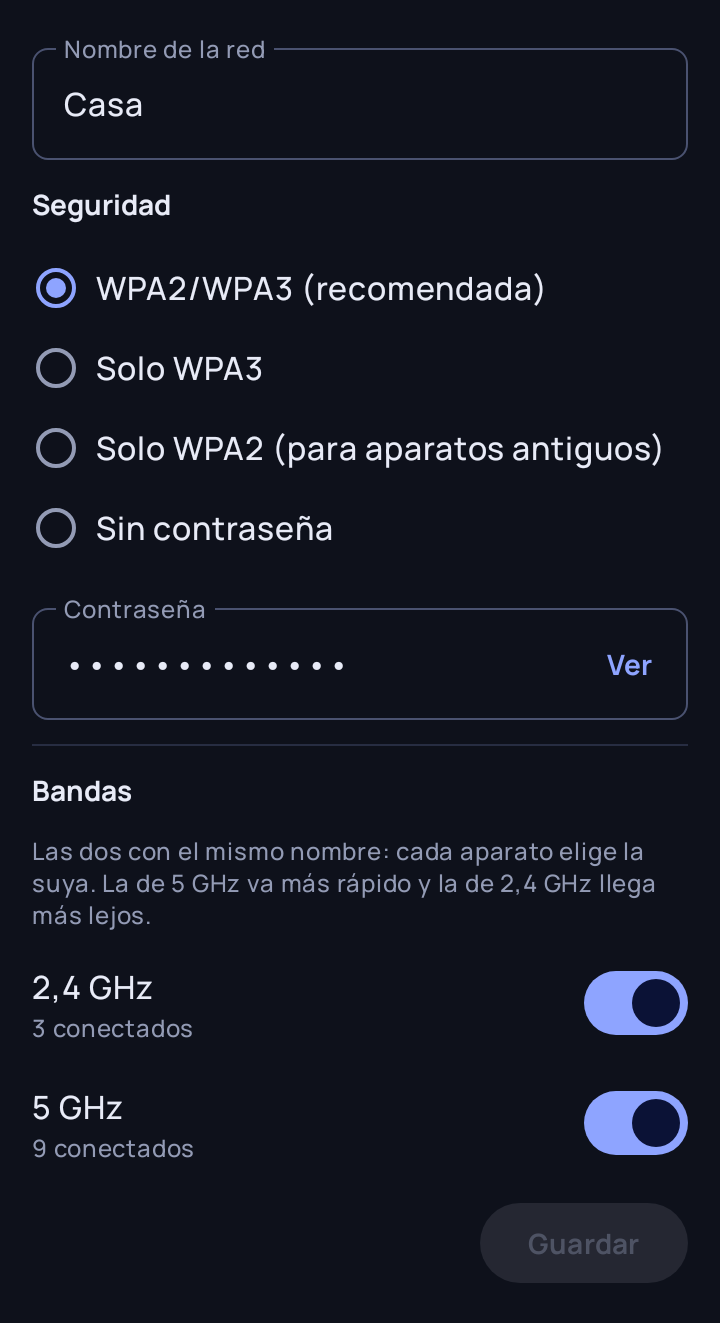 Nombre de la red
Casa
Seguridad
WPA2/WPA3 (recomendada)
Solo WPA3
Solo WPA2 (para aparatos antiguos)
Sin contraseña
Contraseña
•••••••••••••
Ver
Bandas
Las dos con el mismo nombre: cada aparato elige la
suya. La de 5 GHz va más rápido y la de 2,4 GHz llega
más lejos.
2,4 GHz
3 conectados
5 GHz
9 conectados
Guardar